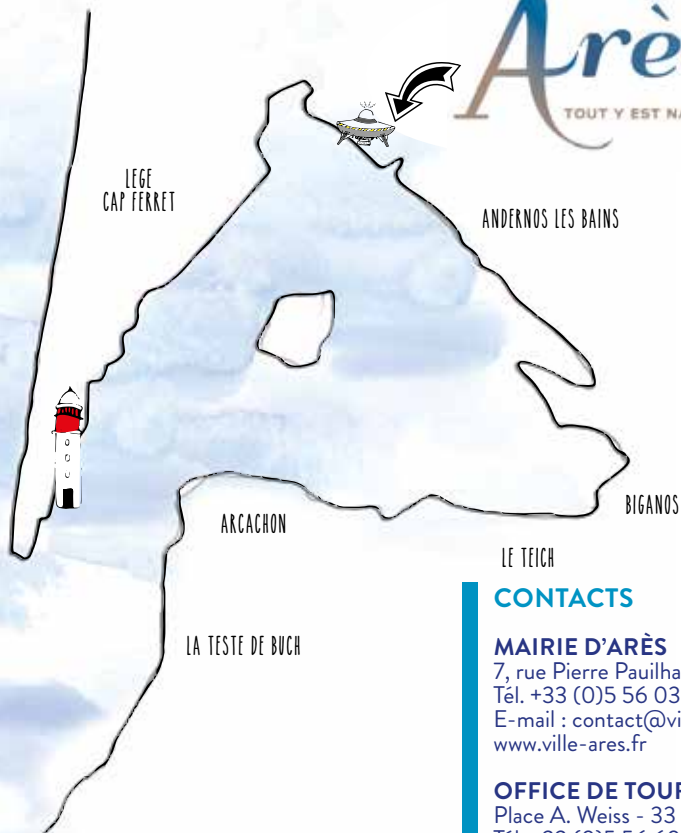 Arè
TOUT Y EST
LEGE
CAP FERRET
ANDERNOS LES BAINS
BIGANOS
ARCACHON
LE TEICH
LA TESTE DE BUCH
CONTACTS
MAIRIE D'ARÈS
7, rue Pierre Pauilha
Tél. +33 (0)5 56 03
E-mail : contact@vi
www.ville-ares.fr
OFFICE DE TOUR
Place A. Weiss - 33